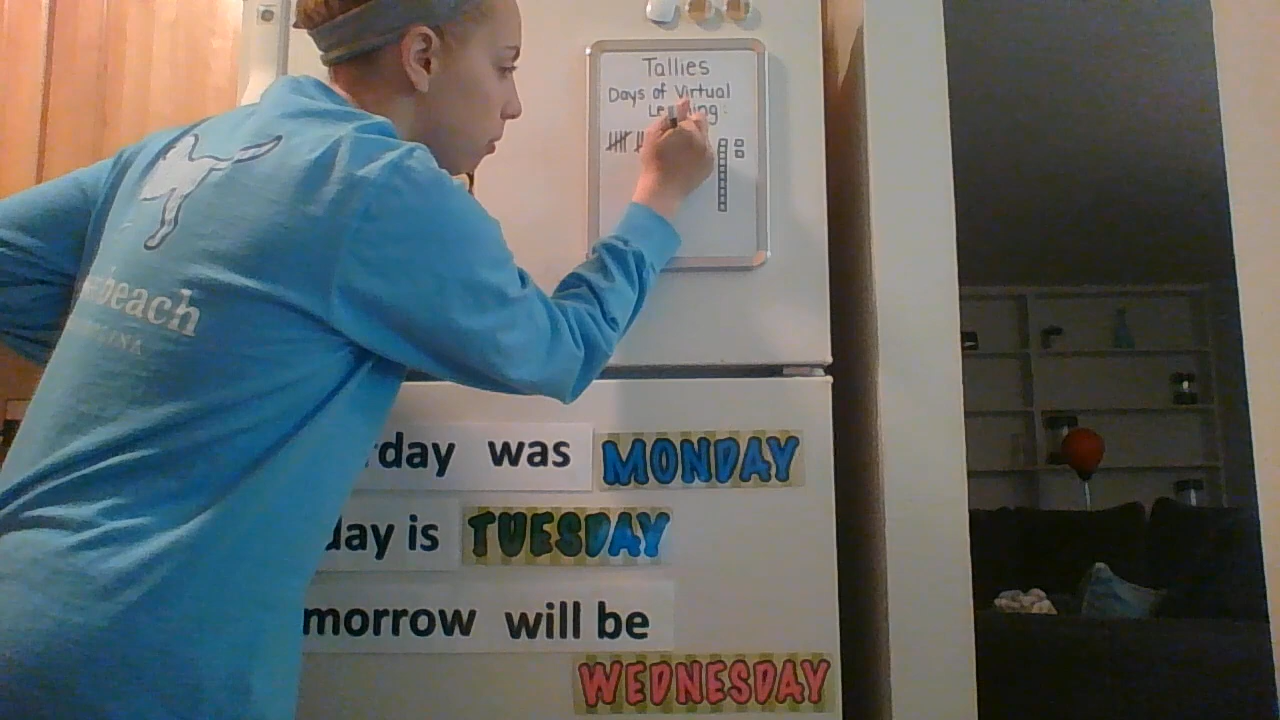 Tallies
Days of Virtual
beach
rday was MONDAY
day is TUESDAY
morrow will be
WEDNESDAY